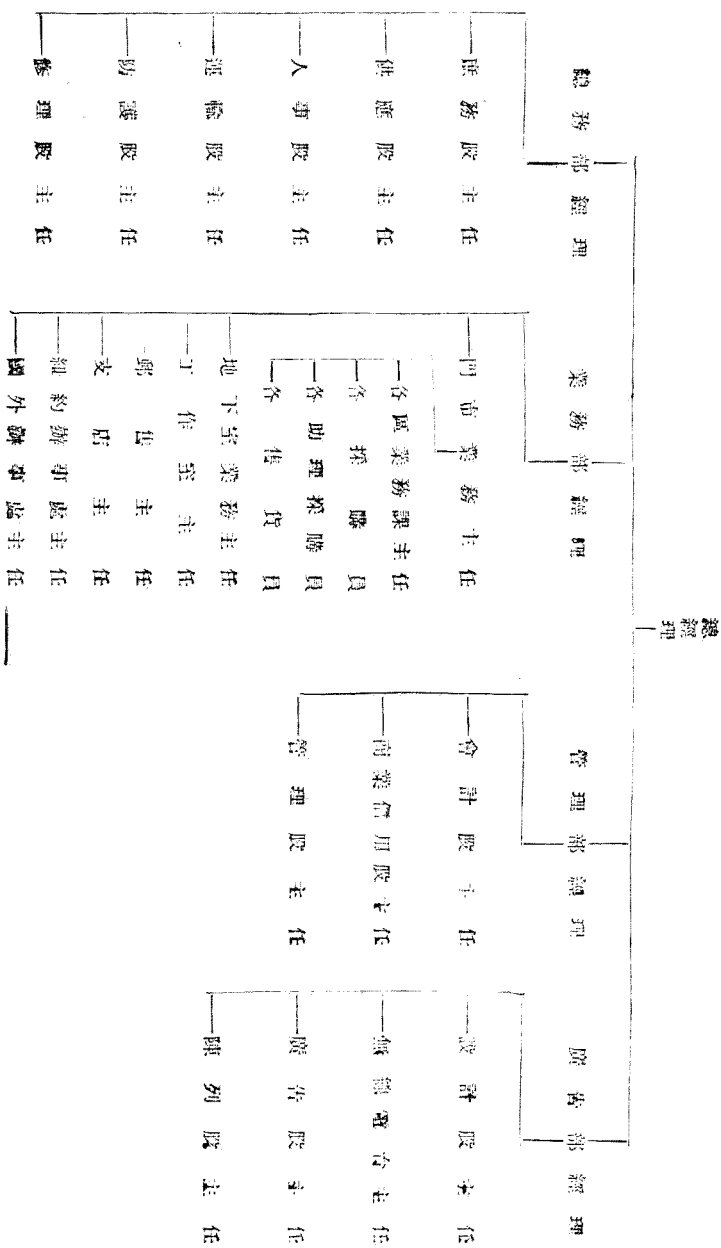 總經理
總務部經理
庶務股主任
供應股主任
人事股主任
運輸股主任
防護股主任
修理股主任
業務部經理
門市業務主任
各區業務課主任
各採購員
各助理採購員
各售貨員
地下室業務主任
工作室主任
郵售主任
支店主任
紐約辦事處主任
國外辦事處主任
管理部經理
會計股主任
商業信用股主任
管理股主任
廣告部經理
設計股主任
無線電台主任
廣告股主任
陳列股主任